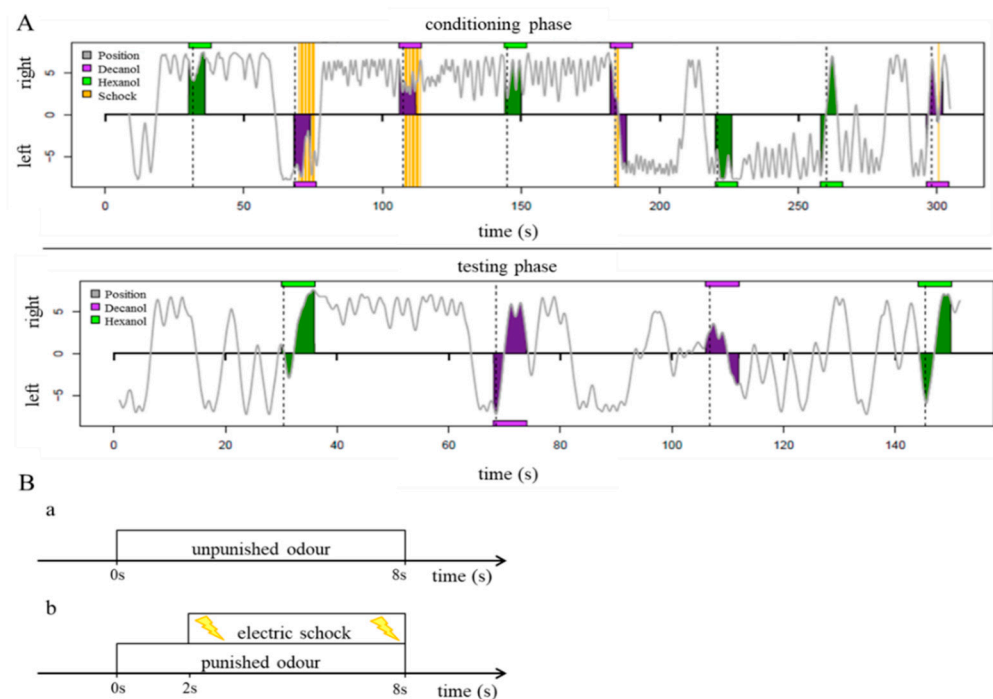 A
conditioning phase
right
left
5
0
-5
Position
Decanol
Hexanol
Schock
0 50 100 150 200 250 300
time (s)
testing phase
right
left
5
0
-5
Position
Decanol
Hexanol
0 20 40 60 80 100 120 140
time (s)
B
a
unpunished odour
0s 8s time (s)
b
electric schock
punished odour
0s 2s 8s time (s)